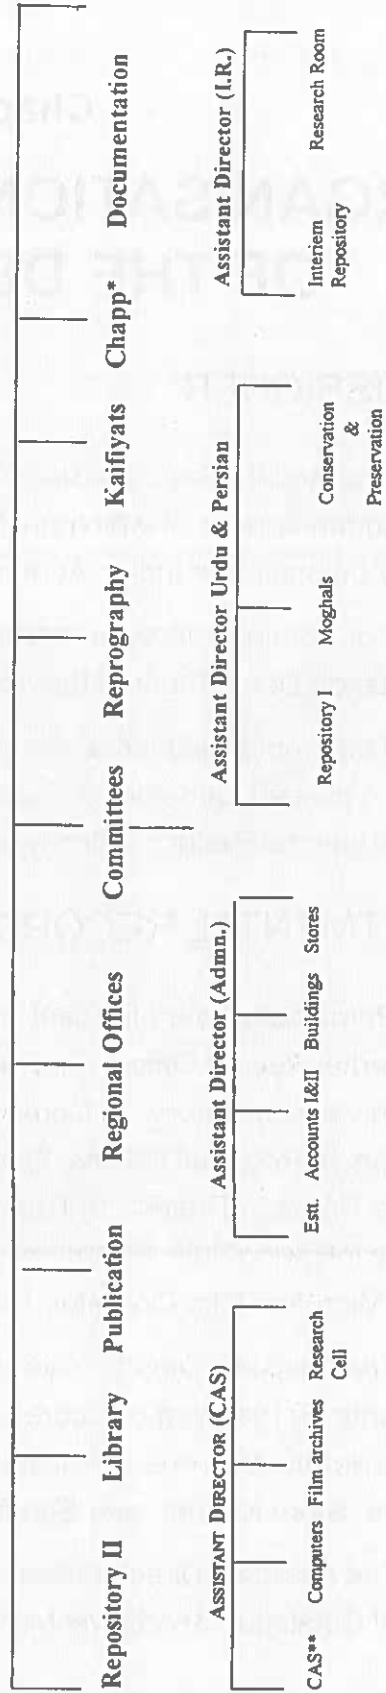 Repository II Library Publication Regional Offices Committees Reprography Kaifiyats Chapp* Documentation
ASSISTANT DIRECTOR (CAS)
CAS** Computers Film archives Research Cell
Assistant Director (Admn.)
Estt. Accounts I&II Buildings Stores
Assistant Director Urdu & Persian
Repository I Moghals Conservation & Preservation
Assistant Director (I.R.)
Interiem Repository Research Room